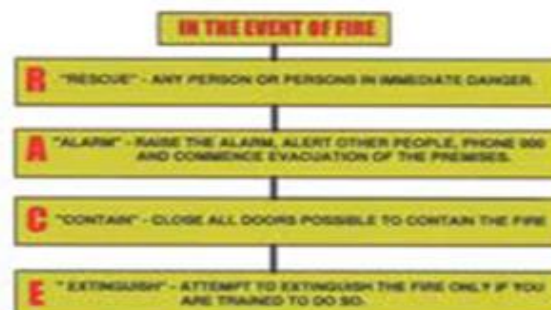 IN THE EVENT OF FIRE
R "RESCUE" - ANY PERSON OR PERSONS IN IMMEDIATE DANGER.
A "ALARM" - RAISE THE ALARM, ALERT OTHER PEOPLE, PHONE
AND COMMENCE EVACUATION OF THE PREMISES.
C "CONTAIN" - CLOSE ALL DOORS POSSIBLE TO CONTAIN THE FIRE
E " EXTINGUISH" - ATTEMPT TO EXTINGUISH THE FIRE ONLY IF YOU
ARE TRAINED TO DO SO.